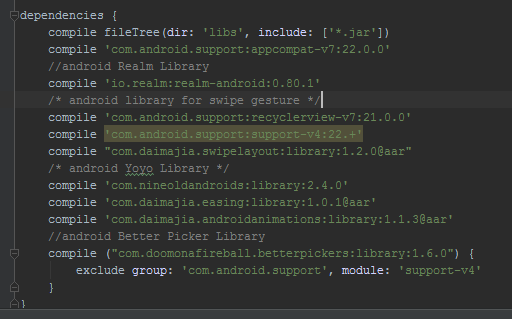 dependencies {
    compile fileTree(dir: 'libs', include: ['*.jar'])
    compile 'com.android.support:appcompat-v7:22.0.0'
    //android Realm Library
    compile 'io.realm:realm-android:0.80.1'
    /* android library for swipe gesture */
    compile 'com.android.support:recyclerview-v7:21.0.0'
    compile 'com.android.support:support-v4:22.+'
    compile "com.daimajia.swipelayout:library:1.2.0@aar"
    /* android Yoyo Library */
    compile 'com.nineoldandroids:library:2.4.0'
    compile 'com.daimajia.easing:library:1.0.1@aar'
    compile 'com.daimajia.androidanimations:library:1.1.3@aar'
    //android Better Picker Library
    compile ("com.doomonafireball.betterpickers:library:1.6.0") {
        exclude group: 'com.android.support', module: 'support-v4'
    }
}